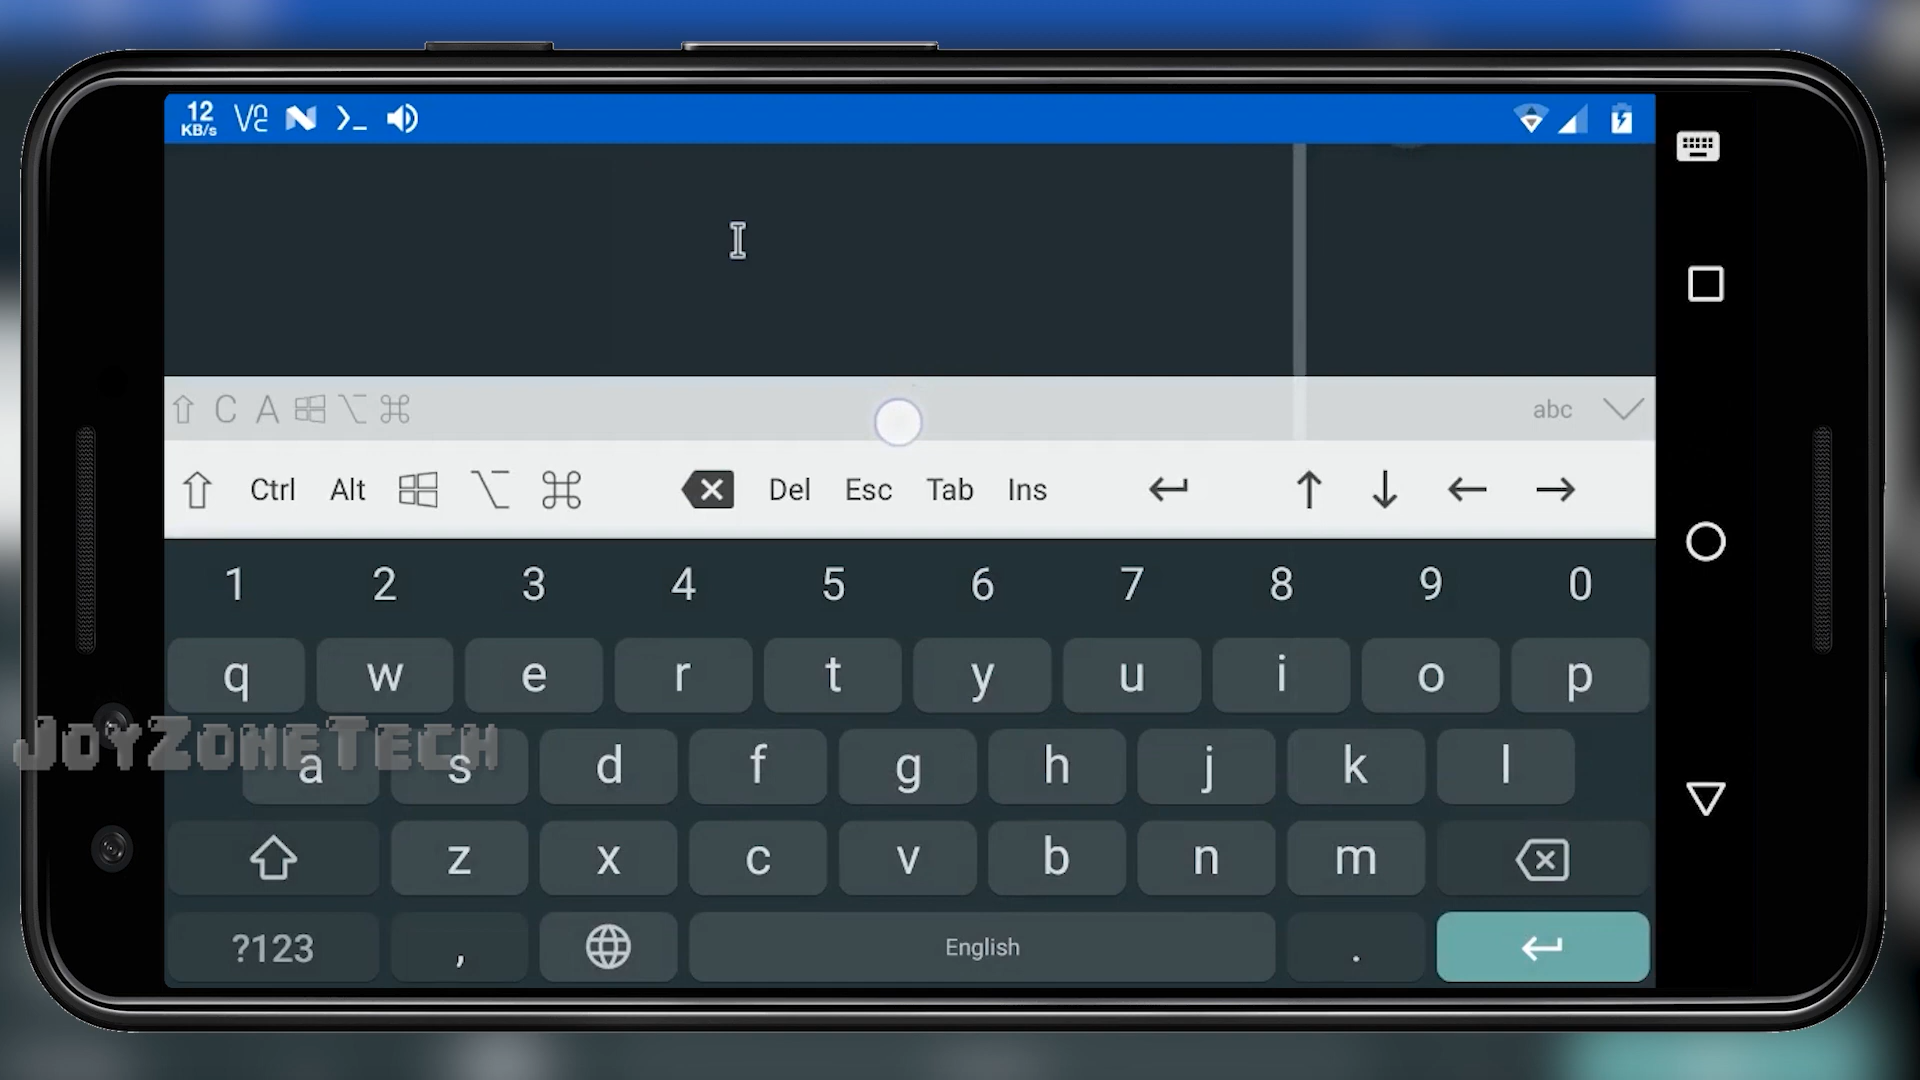 12
KB/s V2
C A abc
Ctrl Alt Del Esc Tab Ins
1 2 3 4 5 6 7 8 9 0
q w e r t y u i o p
JoyZoneTech
a s d f g h j k l
z x c v b n m
?123 , English .